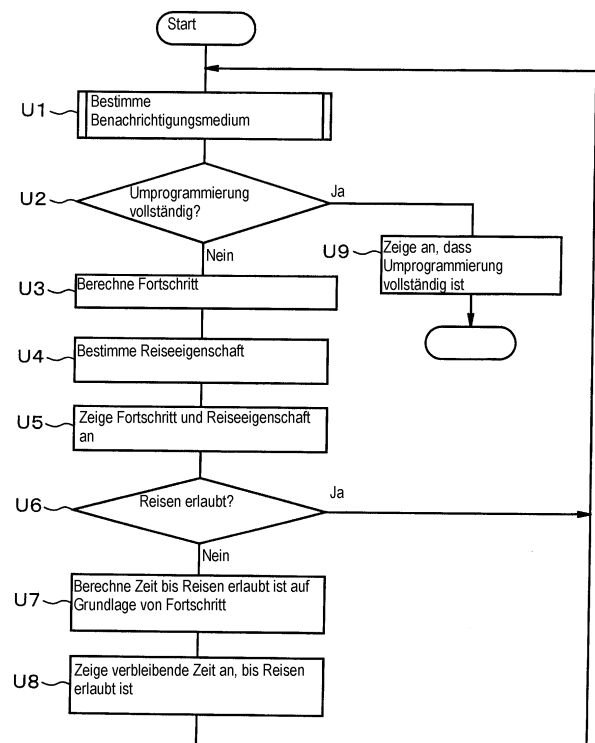 Start
U1
Bestimme
Benachrichtigungsmedium
U2
Umprogrammierung
vollständig?
Ja
Nein
U9
Zeige an, dass
Umprogrammierung
vollständig ist
U3
Berechne Fortschritt
U4
Bestimme Reiseeigenschaft
U5
Zeige Fortschritt und Reiseeigenschaft
an
U6
Reisen erlaubt?
Ja
Nein
U7
Berechne Zeit bis Reisen erlaubt ist auf
Grundlage von Fortschritt
U8
Zeige verbleibende Zeit an, bis Reisen
erlaubt ist